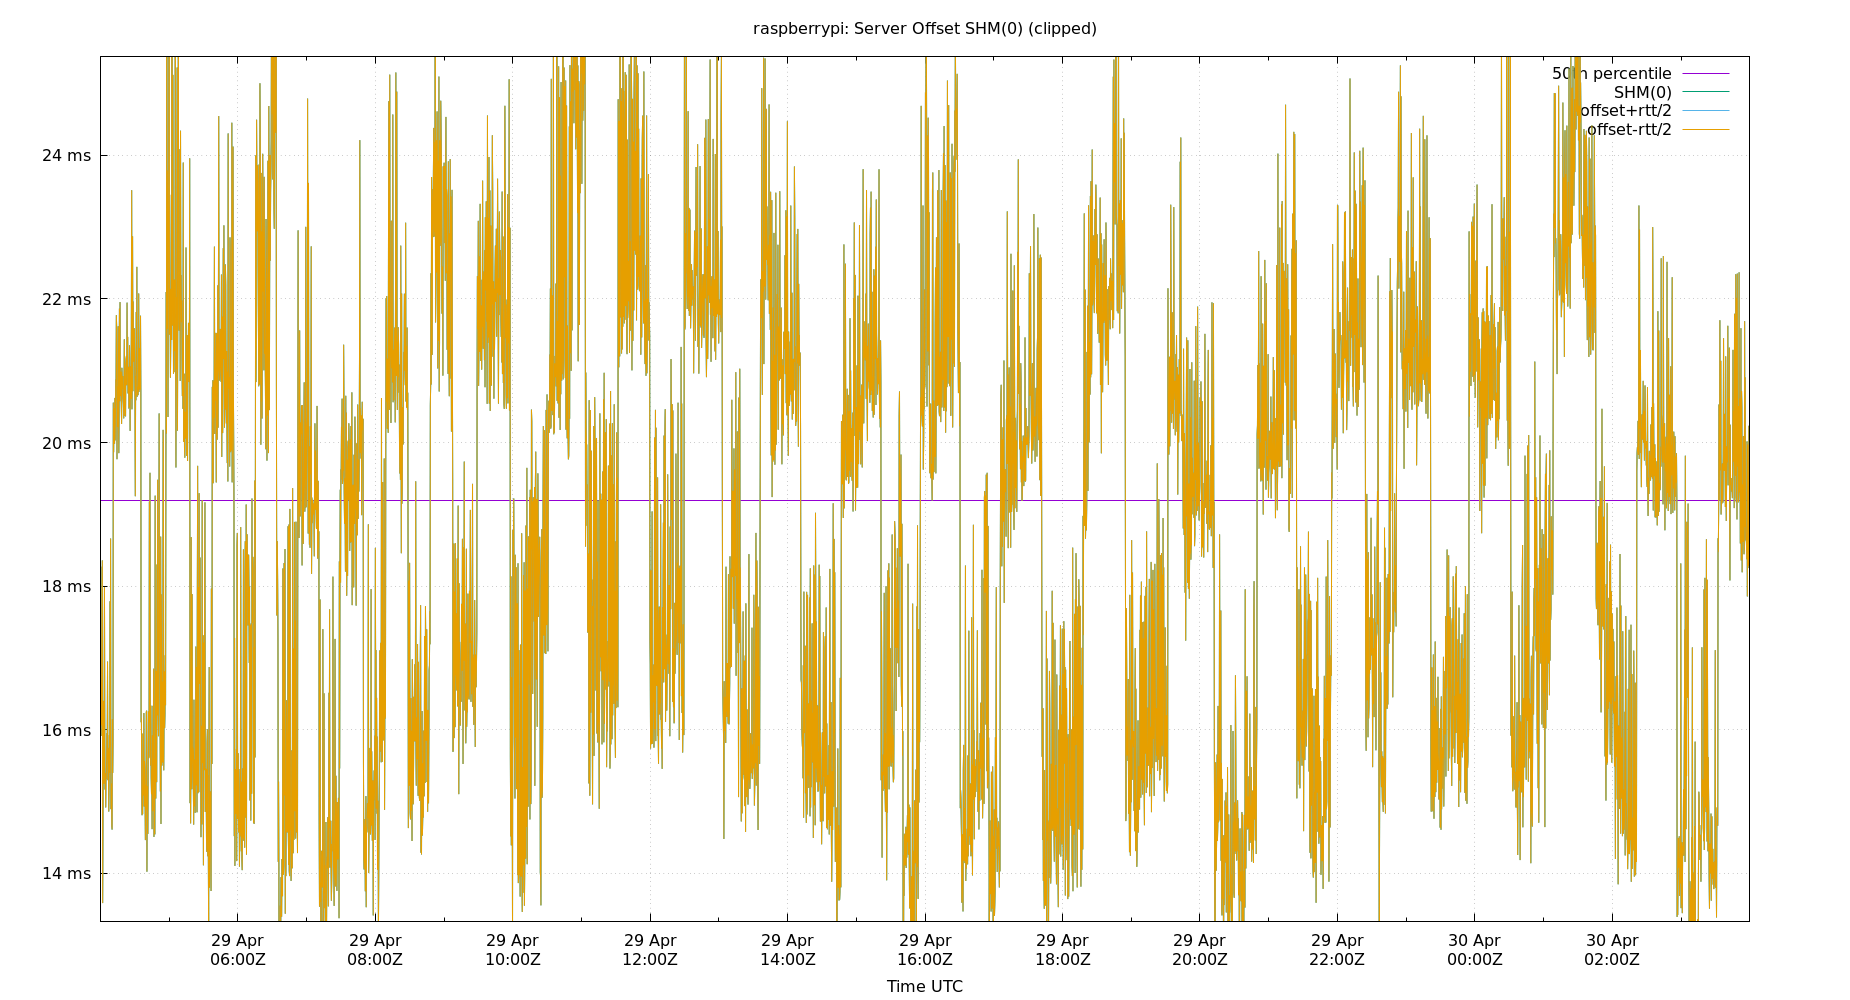 raspberrypi: Server Offset SHM(0) (clipped)
50th percentile
SHM(0)
offset+rtt/2
offset-rtt/2
24 ms
22 ms
20 ms
18 ms
16 ms
14 ms
29 Apr 29 Apr 29 Apr 29 Apr 29 Apr 29 Apr 29 Apr 29 Apr 29 Apr 30 Apr 30 Apr
06:00Z 08:00Z 10:00Z 12:00Z 14:00Z 16:00Z 18:00Z 20:00Z 22:00Z 00:00Z 02:00Z
Time UTC